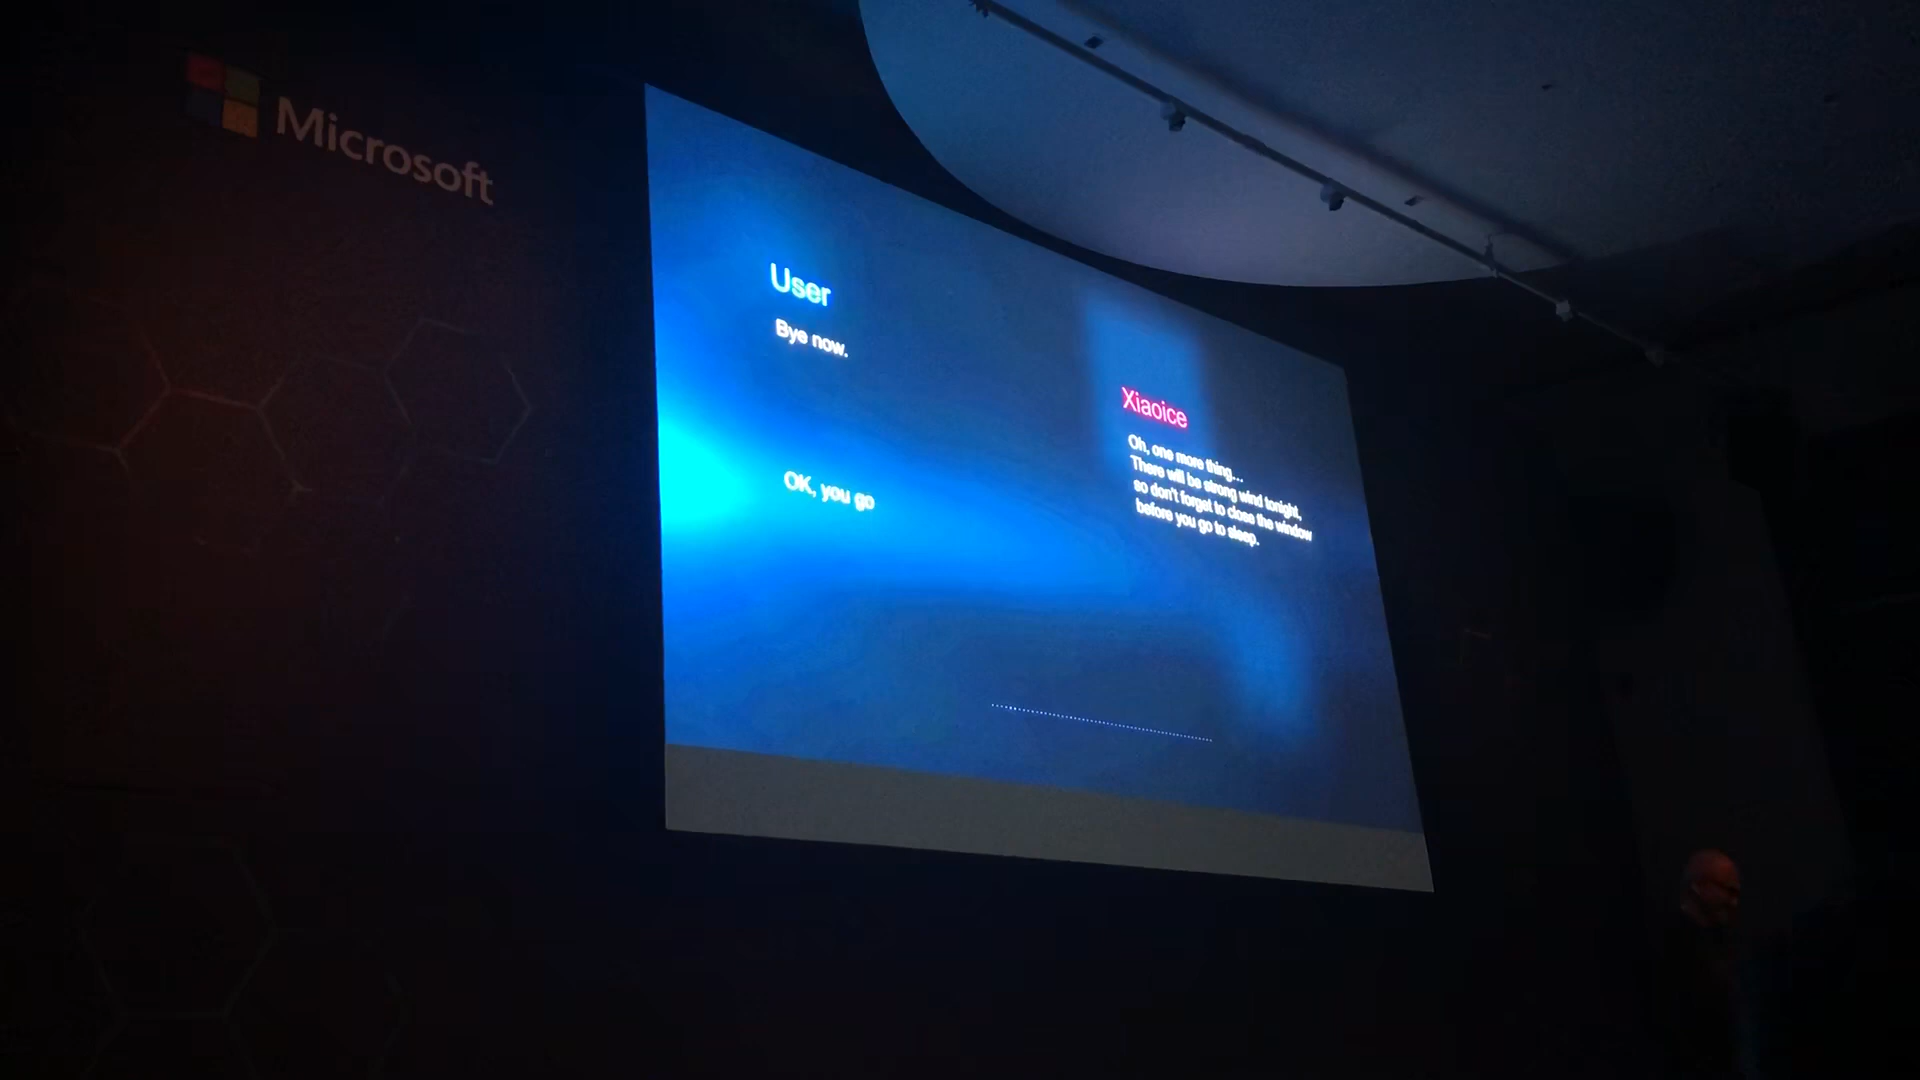 Microsoft
User
Bye now.
Xiaoice
Oh, one more thing...
There will be strong wind tonight,
so don't forget to close the window
before you go to sleep.
OK, you go